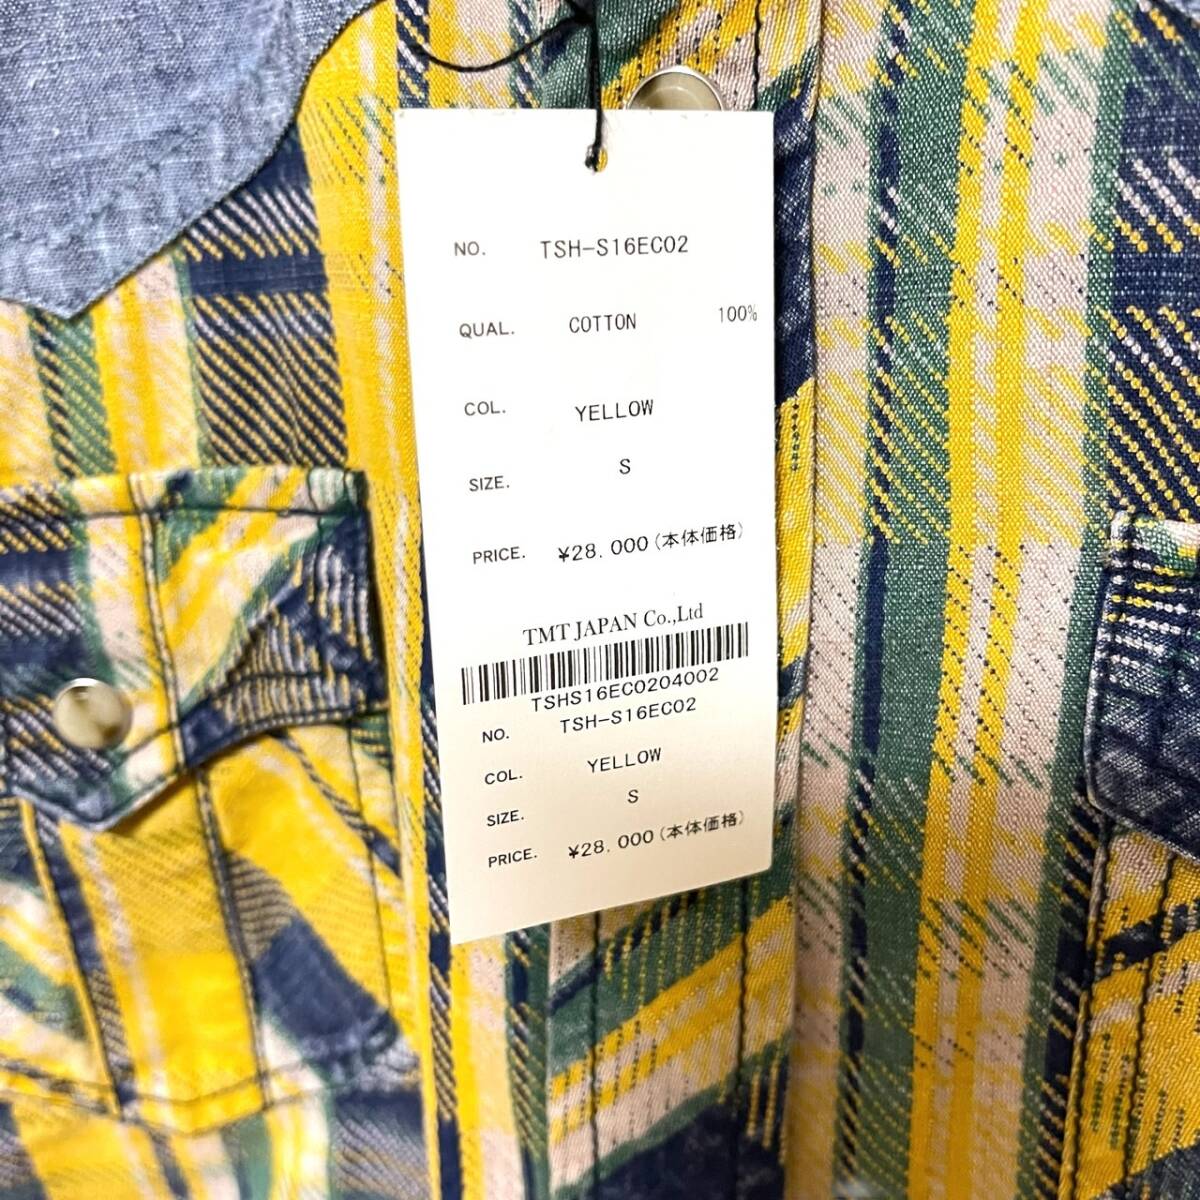 NO. TSH-S16EC02
QUAL. COTTON 100%
COL. YELLOW
SIZE. S
PRICE. ¥28.000(本体価格)
TMT JAPAN Co.,Ltd
TSHS16EC0204002
NO. TSH-S16EC02
COL. YELLOW
SIZE. S
PRICE. ¥28.000(本体価格)